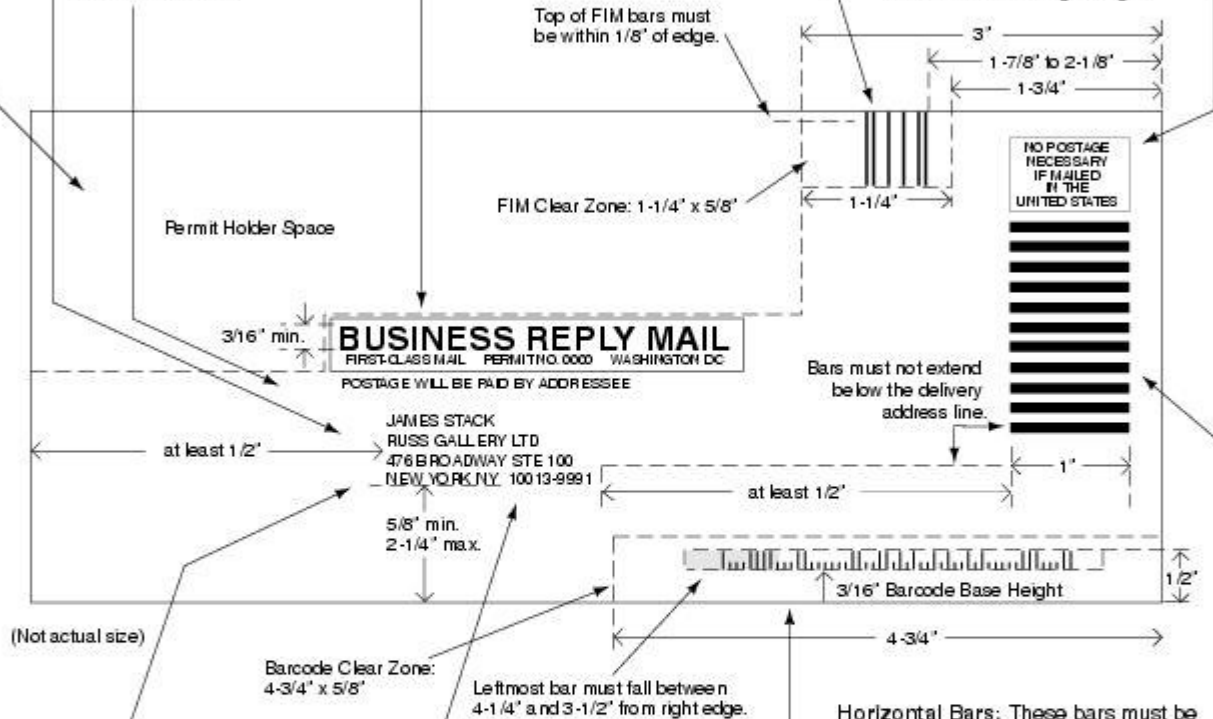 Top of FIM bars must
be within 1/8" of edge.
3"
1-7/8" to 2-1/8"
1-3/4"
NO POSTAGE
NECESSARY
IF MAILED
IN THE
UNITED STATES
FIM Clear Zone: 1-1/4" x 5/8"
1-1/4"
Permit Holder Space
3/16" min.
BUSINESS REPLY MAIL
FIRST-CLASS MAIL PERMIT NO. 0000 WASHINGTON DC
POSTAGE WILL BE PAID BY ADDRESSEE
Bars must not extend
below the delivery
address line.
JAMES STACK
RUSS GALLERY LTD
476 BROADWAY STE 100
NEW YORK NY 10013-9991
at least 1/2"
at least 1/2"
1"
5/8" min.
2-1/4" max.
3/16" Barcode Base Height
1/2"
(Not actual size)
4-3/4"
Barcode Clear Zone:
4-3/4" x 5/8"
Leftmost bar must fall between
4-1/4" and 3-1/2" from right edge.
Horizontal Bars: These bars must be